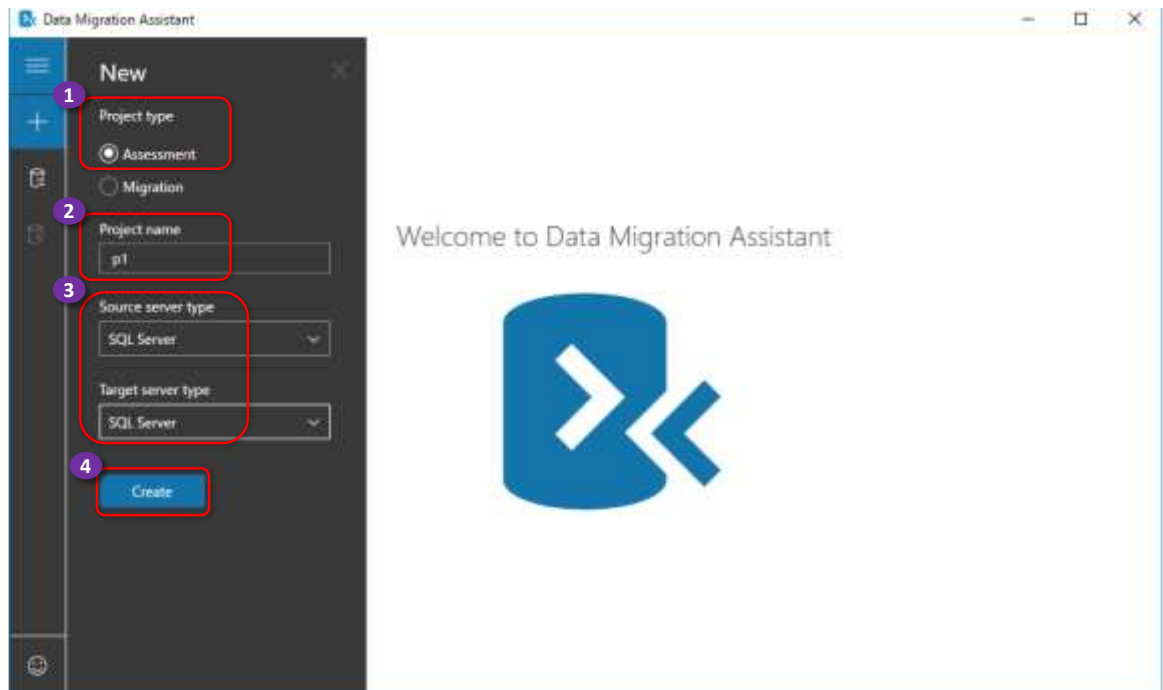 Data Migration Assistant
New
1
Project type
Assessment
Migration
2
Project name
p1
3
Source server type
SQL Server
Target server type
SQL Server
4
Create
Welcome to Data Migration Assistant